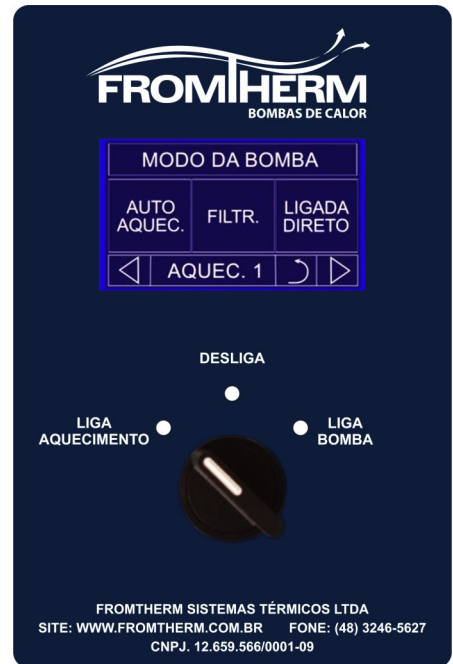 FROMTHERM
BOMBAS DE CALOR
MODO DA BOMBA
AUTO AQUEC.
FILTR.
LIGADA DIRETO
AQUEC. 1
DESLIGA
LIGA AQUECIMENTO
LIGA BOMBA
FROMTHERM SISTEMAS TÉRMICOS LTDA
SITE: WWW.FROMTHERM.COM.BR FONE: (48) 3246-5627
CNPJ. 12.659.566/0001-09